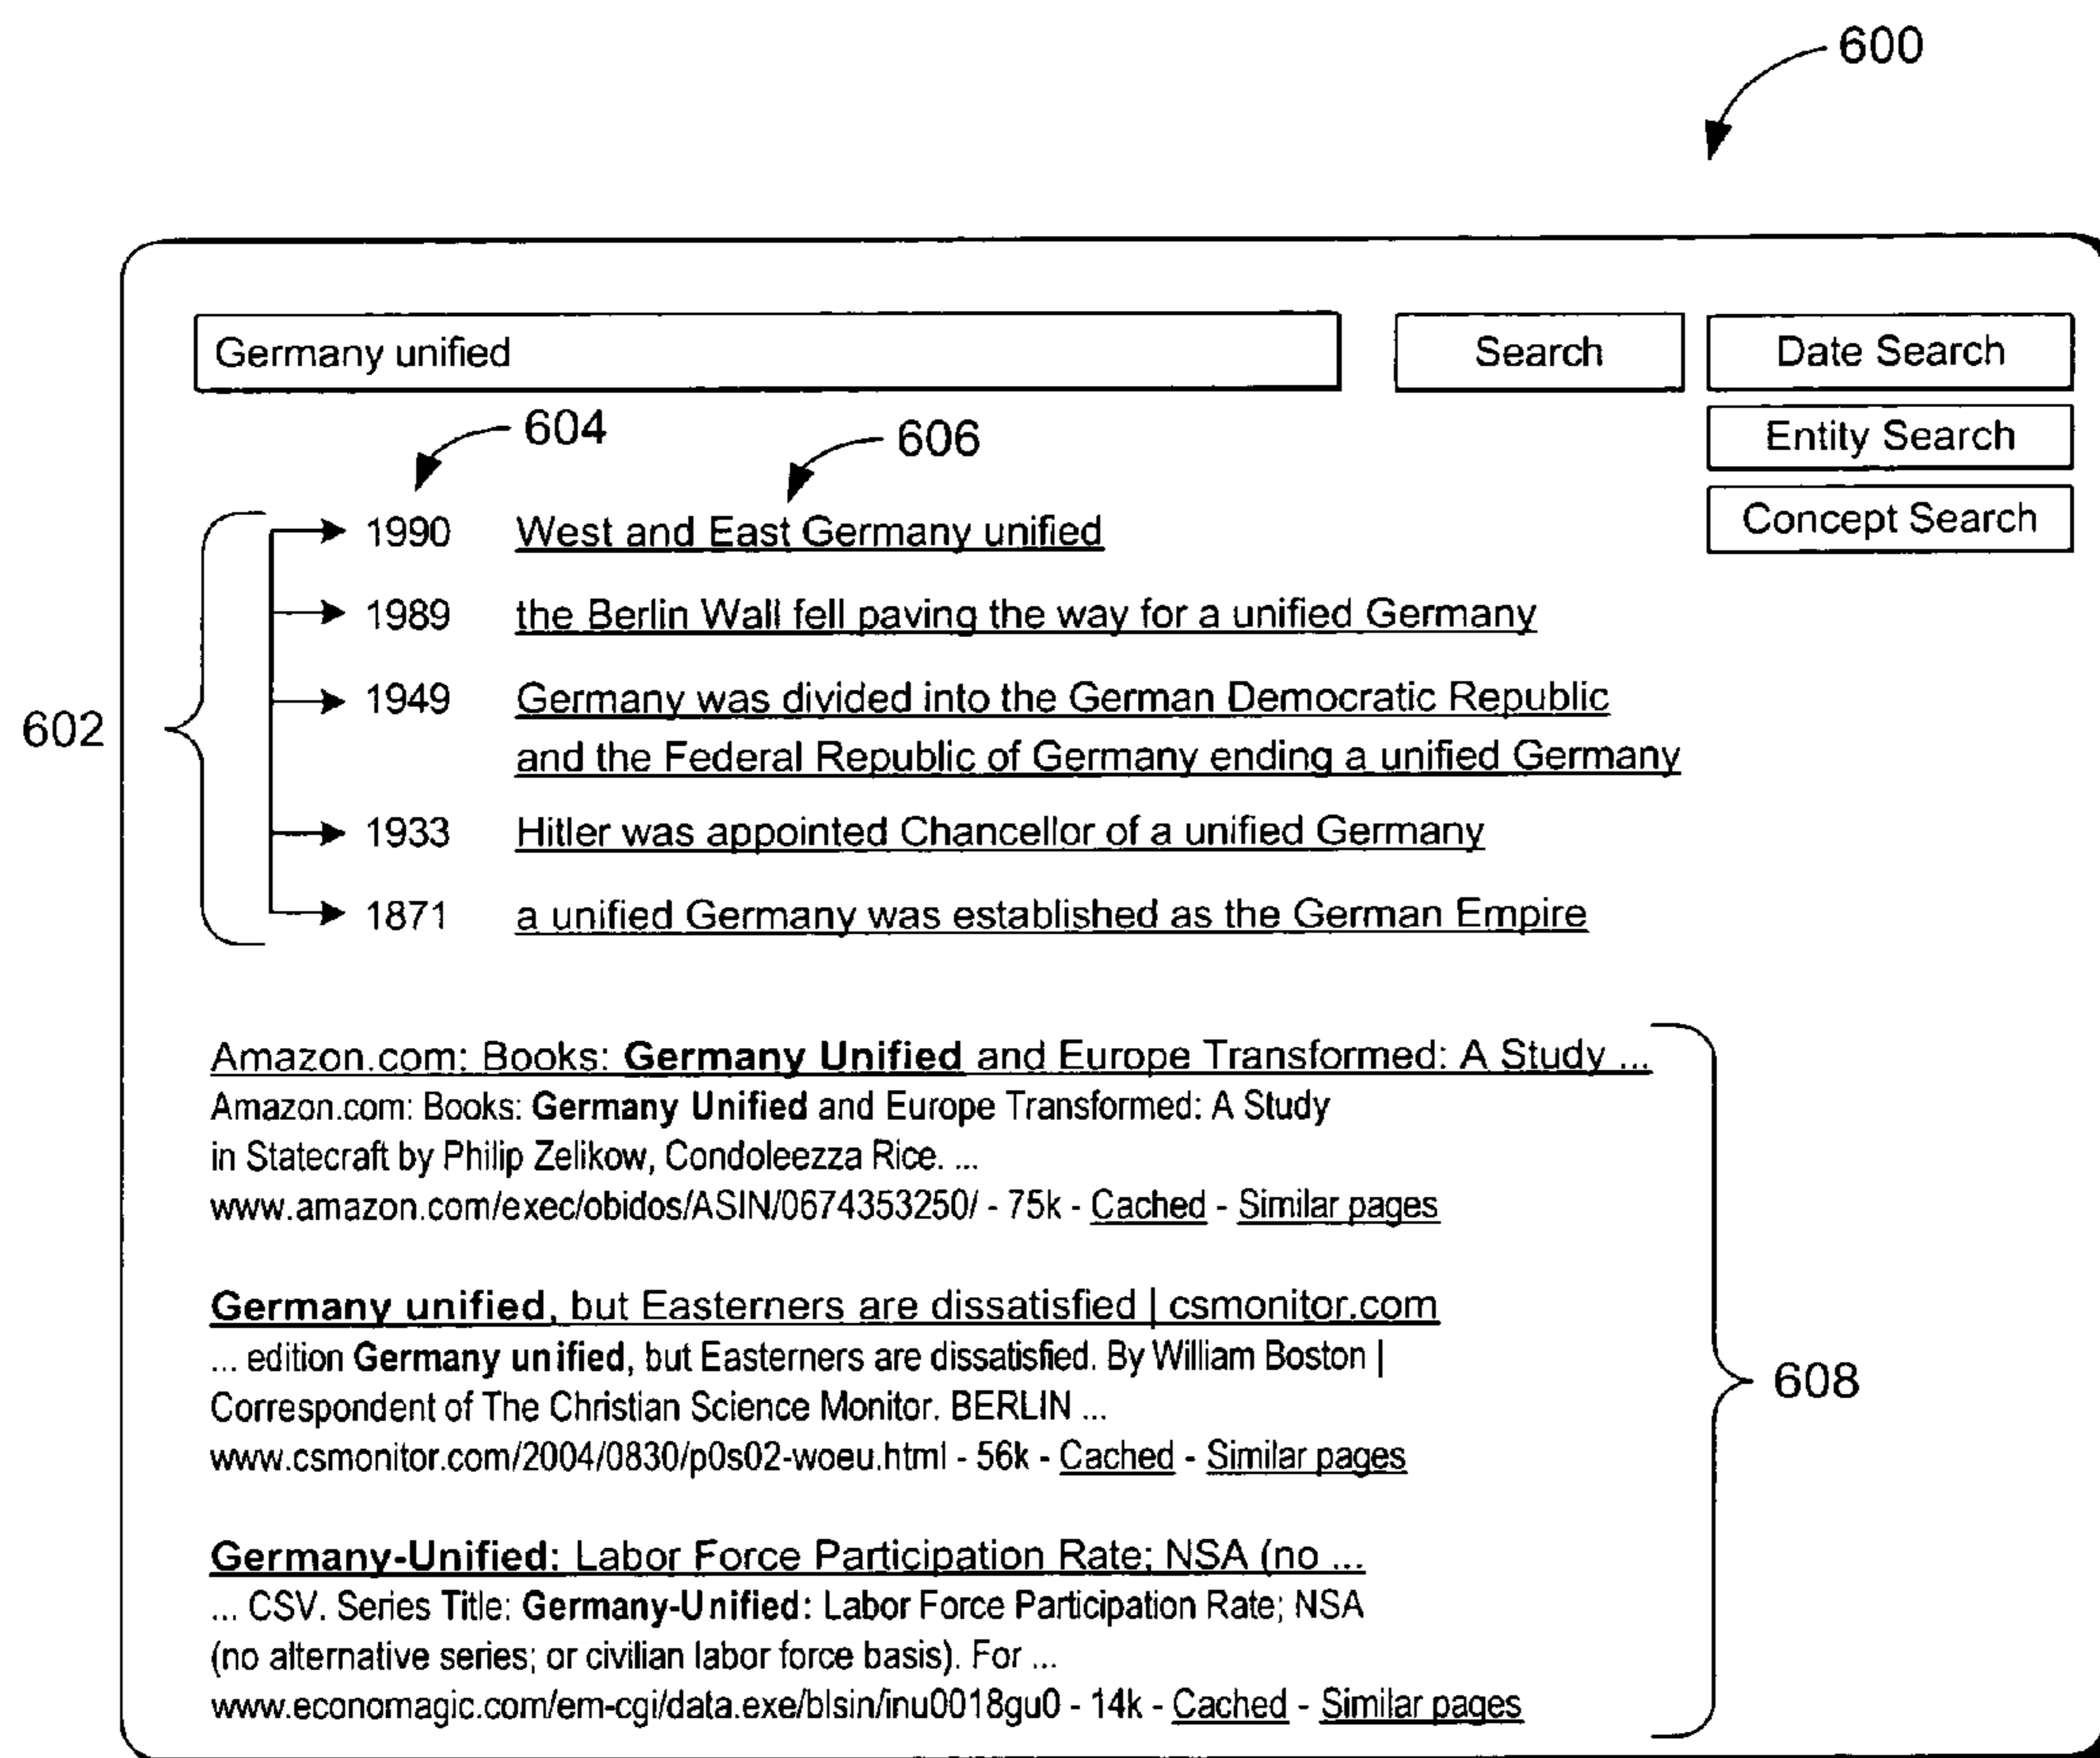 600
Germany unified
Search
Date Search
604
606
Entity Search
1990 West and East Germany unified
Concept Search
1989 the Berlin Wall fell paving the way for a unified Germany
1949 Germany was divided into the German Democratic Republic
602
and the Federal Republic of Germany ending a unified Germany
1933 Hitler was appointed Chancellor of a unified Germany
1871 a unified Germany was established as the German Empire
Amazon.com: Books: Germany Unified and Europe Transformed: A Study ...
Amazon.com: Books: Germany Unified and Europe Transformed: A Study
in Statecraft by Philip Zelikow, Condoleezza Rice. ...
www.amazon.com/exec/obidos/ASIN/0674353250/ - 75k - Cached - Similar pages
Germany unified, but Easterners are dissatisfied | csmonitor.com
... edition Germany unified, but Easterners are dissatisfied. By William Boston |
608
Correspondent of The Christian Science Monitor. BERLIN ...
www.csmonitor.com/2004/0830/p0s02-woeu.html - 56k - Cached - Similar pages
Germany-Unified: Labor Force Participation Rate; NSA (no ...
... CSV. Series Title: Germany-Unified: Labor Force Participation Rate; NSA
(no alternative series; or civilian labor force basis). For ...
www.economagic.com/em-cgi/data.exe/blsin/inu0018gu0 - 14k - Cached - Similar pages